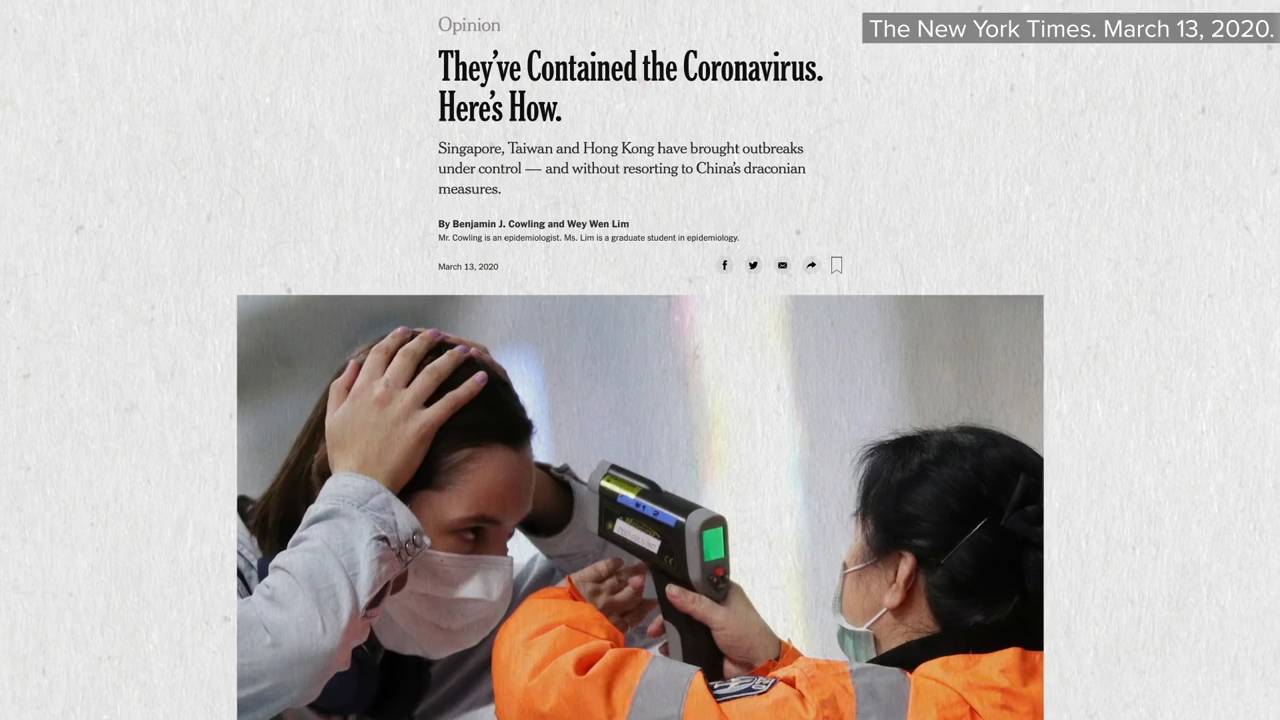 Opinion
The New York Times. March 13, 2020.
They've Contained the Coronavirus.
Here's How.
Singapore, Taiwan and Hong Kong have brought outbreaks
under control — and without resorting to China's draconian
measures.
By Benjamin J. Cowling and Wey Wen Lim
Mr. Cowling is an epidemiologist. Ms. Lim is a graduate student in epidemiology.
March 13, 2020